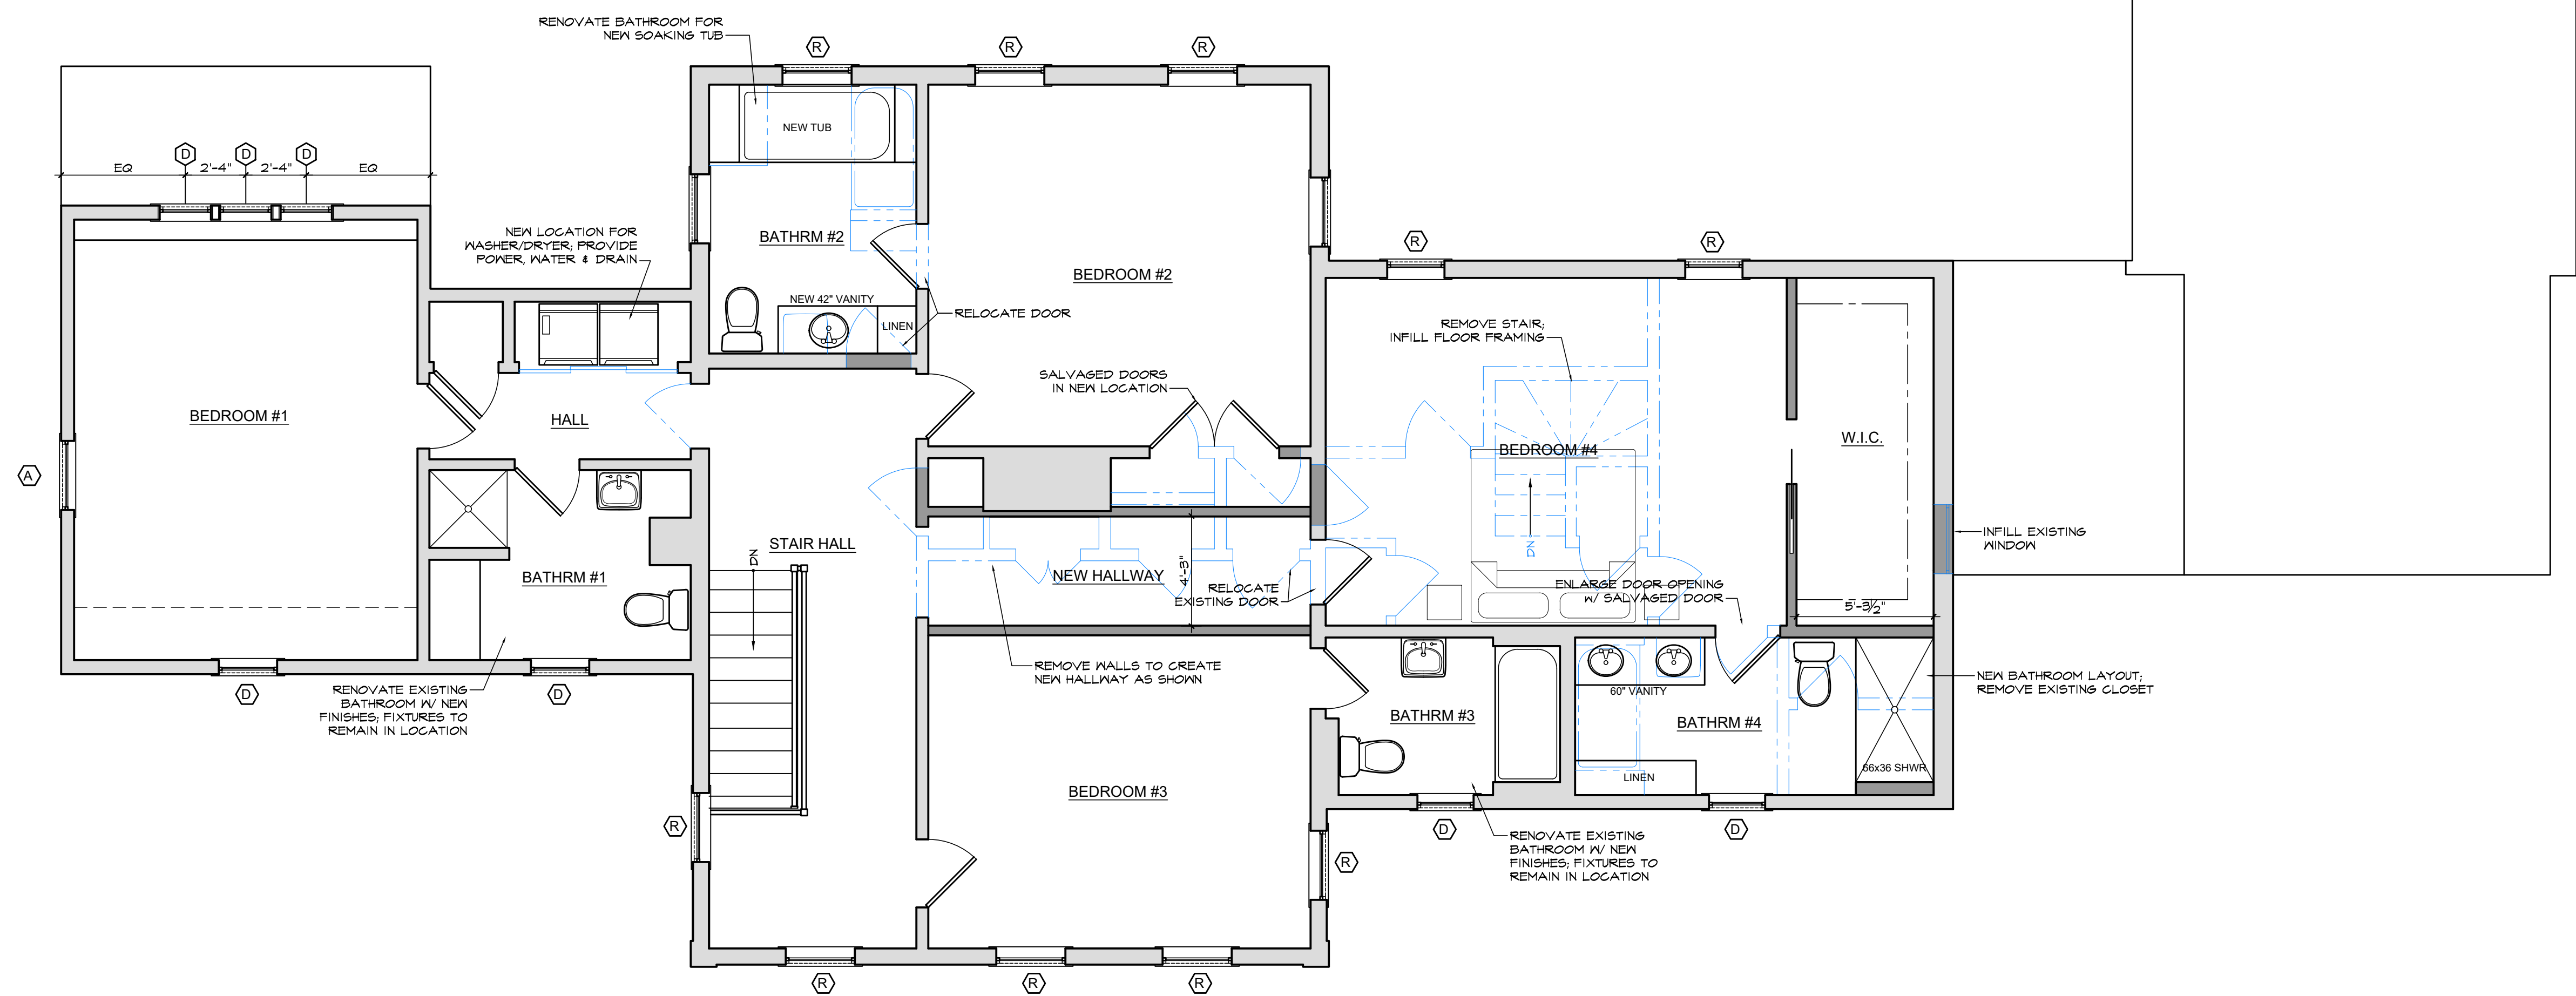 RENOVATE BATHROOM FOR
NEW SOAKING TUB
R
R
R
NEW TUB
D
D
D
EQ
2'-4"
2'-4"
EQ
NEW LOCATION FOR
WASHER/DRYER; PROVIDE
POWER, WATER & DRAIN
BATHRM #2
BEDROOM #2
R
R
NEW 42" VANITY
LINEN
RELOCATE DOOR
REMOVE STAIR;
INFILL FLOOR FRAMING
SALVAGED DOORS
IN NEW LOCATION
BEDROOM #1
HALL
BEDROOM #4
W.I.C.
A
STAIR HALL
DN
DN
INFILL EXISTING
WINDOW
BATHRM #1
NEW HALLWAY
4'-3"
RELOCATE
EXISTING DOOR
ENLARGE DOOR OPENING
W/ SALVAGED DOOR
5'-3½"
REMOVE WALLS TO CREATE
NEW HALLWAY AS SHOWN
NEW BATHROOM LAYOUT;
REMOVE EXISTING CLOSET
D
D
RENOVATE EXISTING
BATHROOM W/ NEW
FINISHES; FIXTURES TO
REMAIN IN LOCATION
60" VANITY
BATHRM #3
BATHRM #4
66x36 SHWR
LINEN
BEDROOM #3
R
D
D
R
RENOVATE EXISTING
BATHROOM W/ NEW
FINISHES; FIXTURES TO
REMAIN IN LOCATION
R
R
R